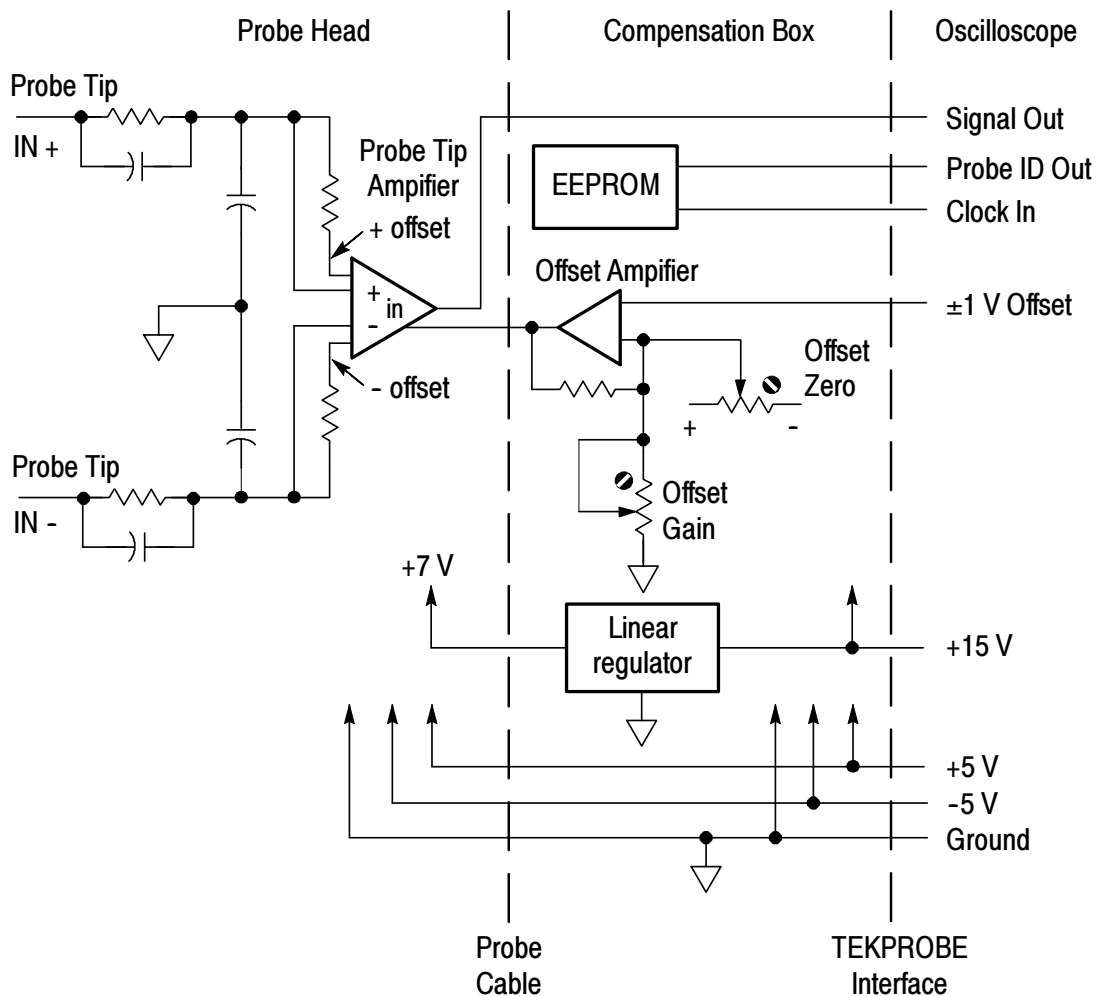 Probe Head
Compensation Box
Oscilloscope
Probe Tip
IN +
Probe Tip
Ampifier
+ offset
+
in
-
- offset
Probe Tip
IN -
Signal Out
EEPROM
Probe ID Out
Clock In
Offset Ampifier
±1 V Offset
Offset
Zero
+
-
Offset
Gain
+7 V
Linear
regulator
+15 V
+5 V
-5 V
Ground
Probe
Cable
TEKPROBE
Interface